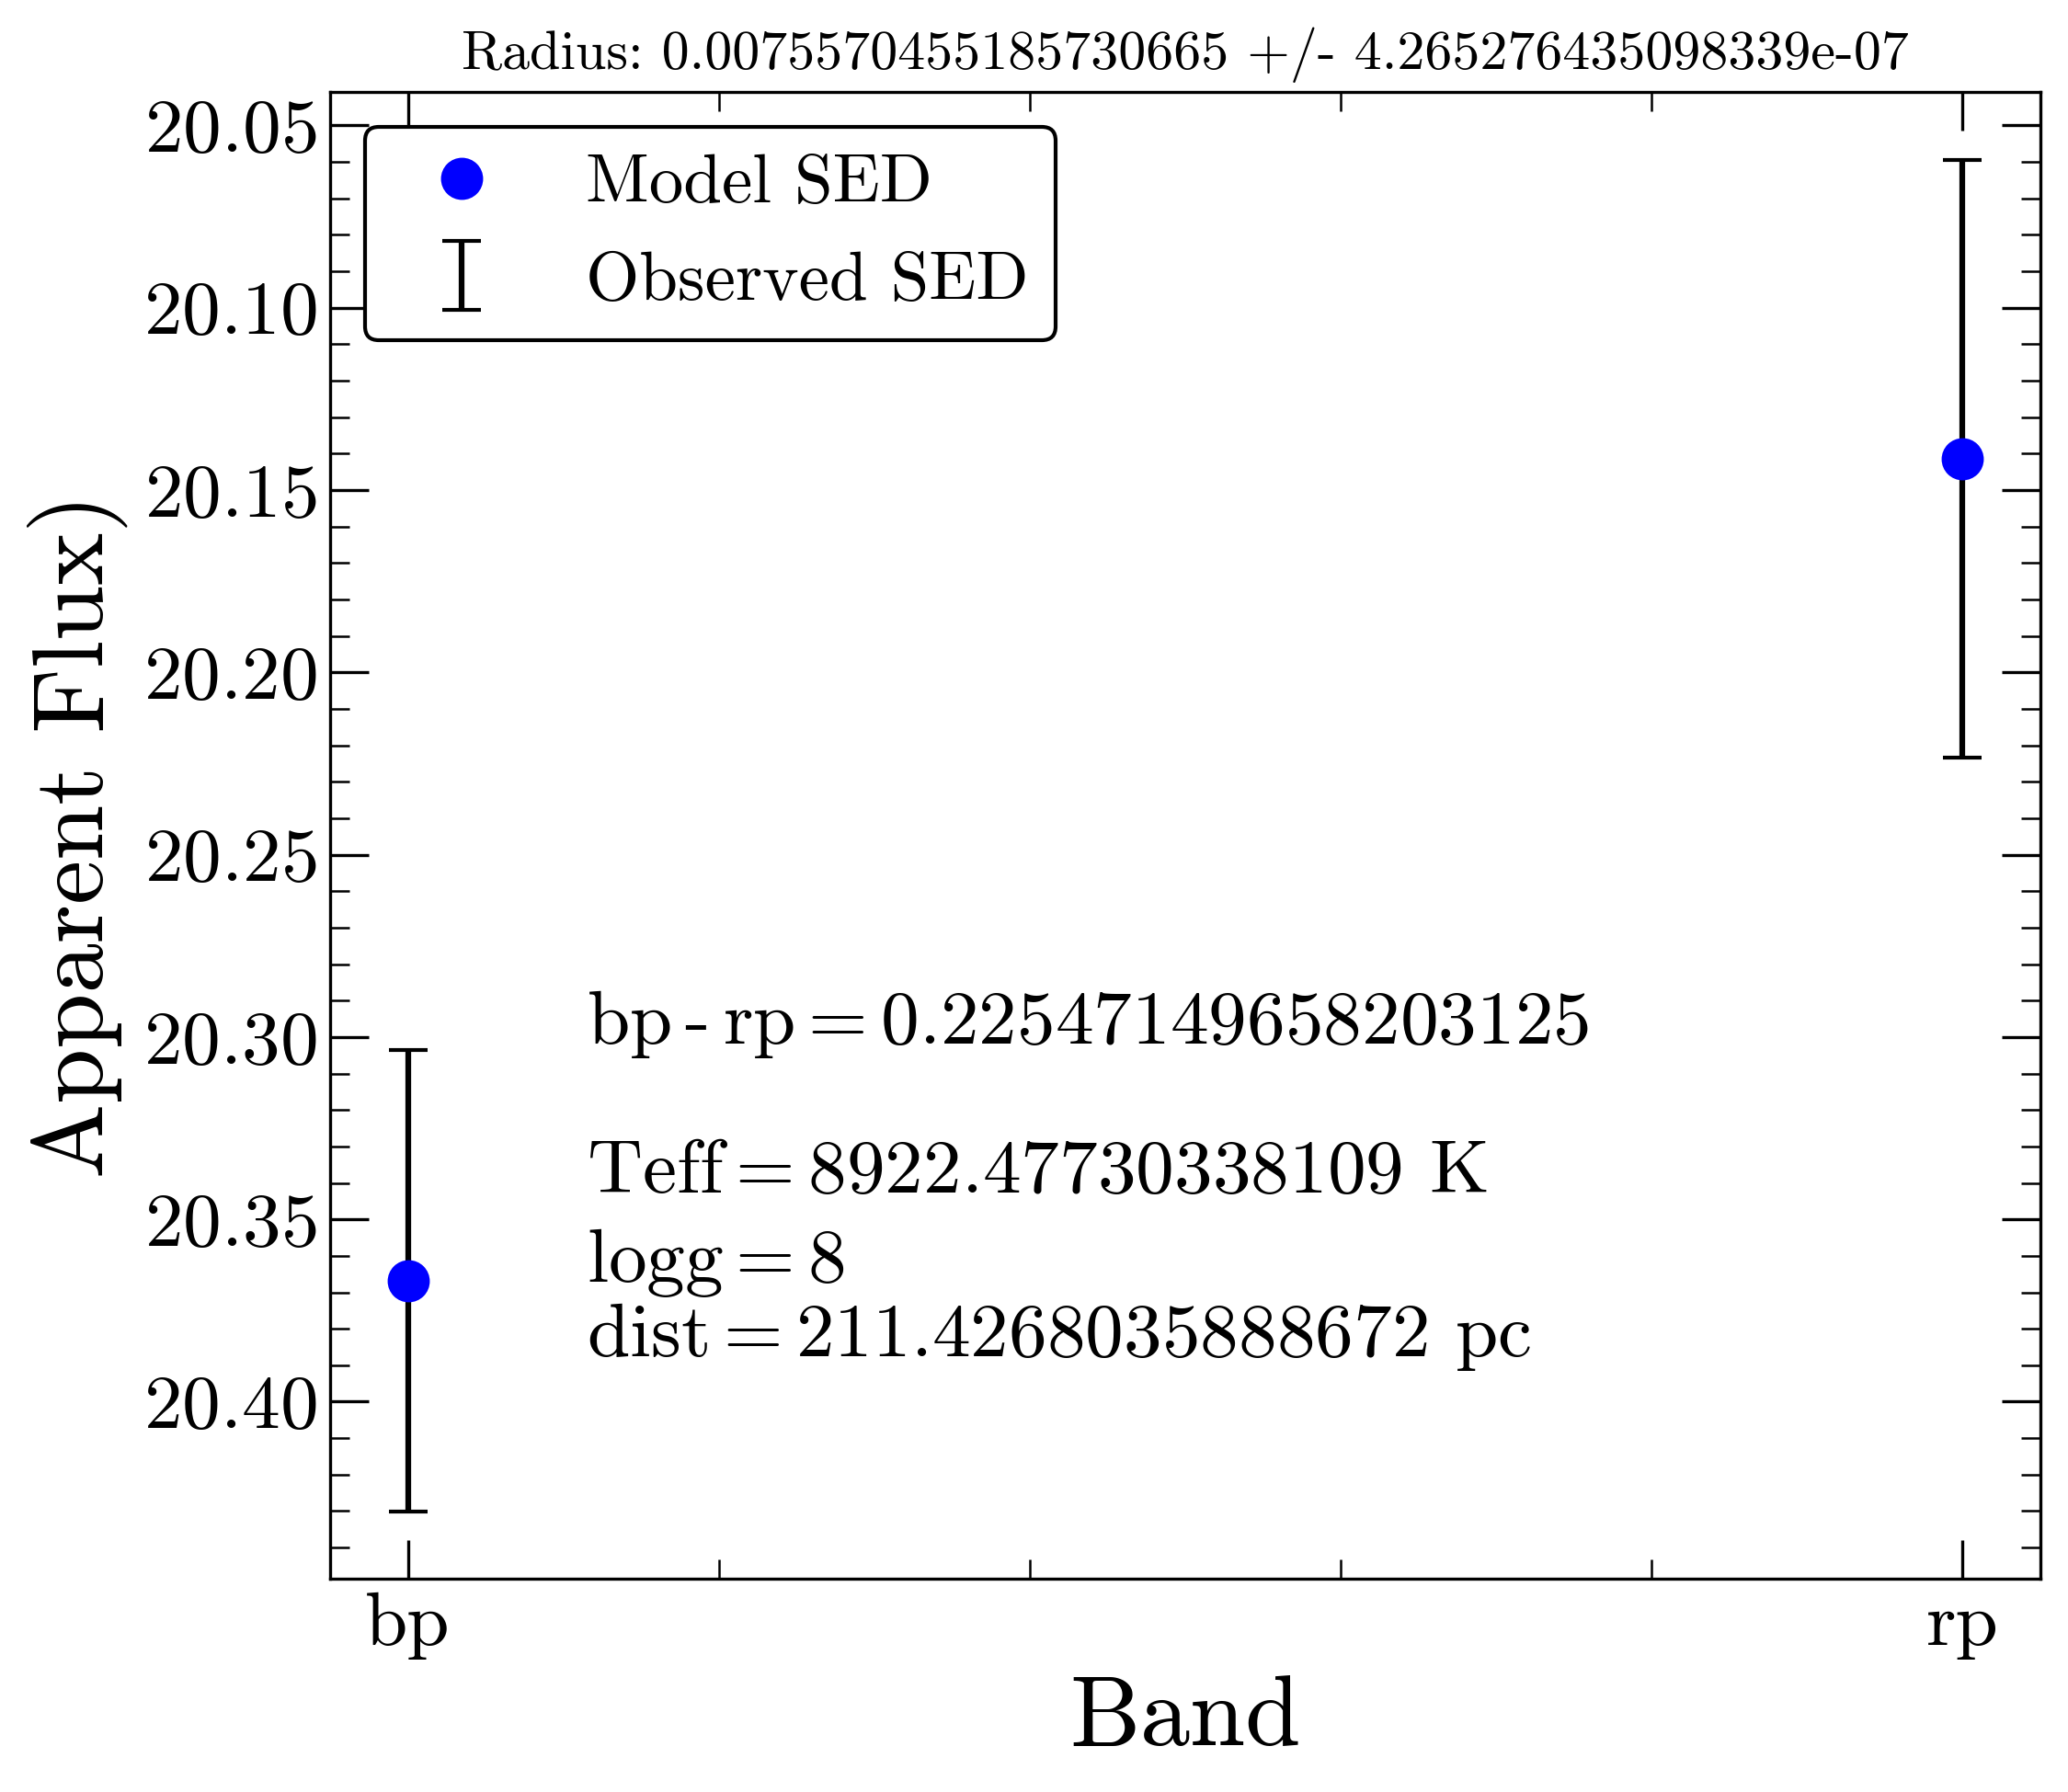 Radius: 0.0075570455185730665 +/- 4.265276435098339e-07
Model SED
Observed SED
20.05
20.10
20.15
20.20
20.25
20.30
20.35
20.40
Apparent Flux)
bp - rp = 0.22547149658203125
Teff = 8922.47730338109 K
logg = 8
dist = 211.4268035888672 pc
bp
rp
Band